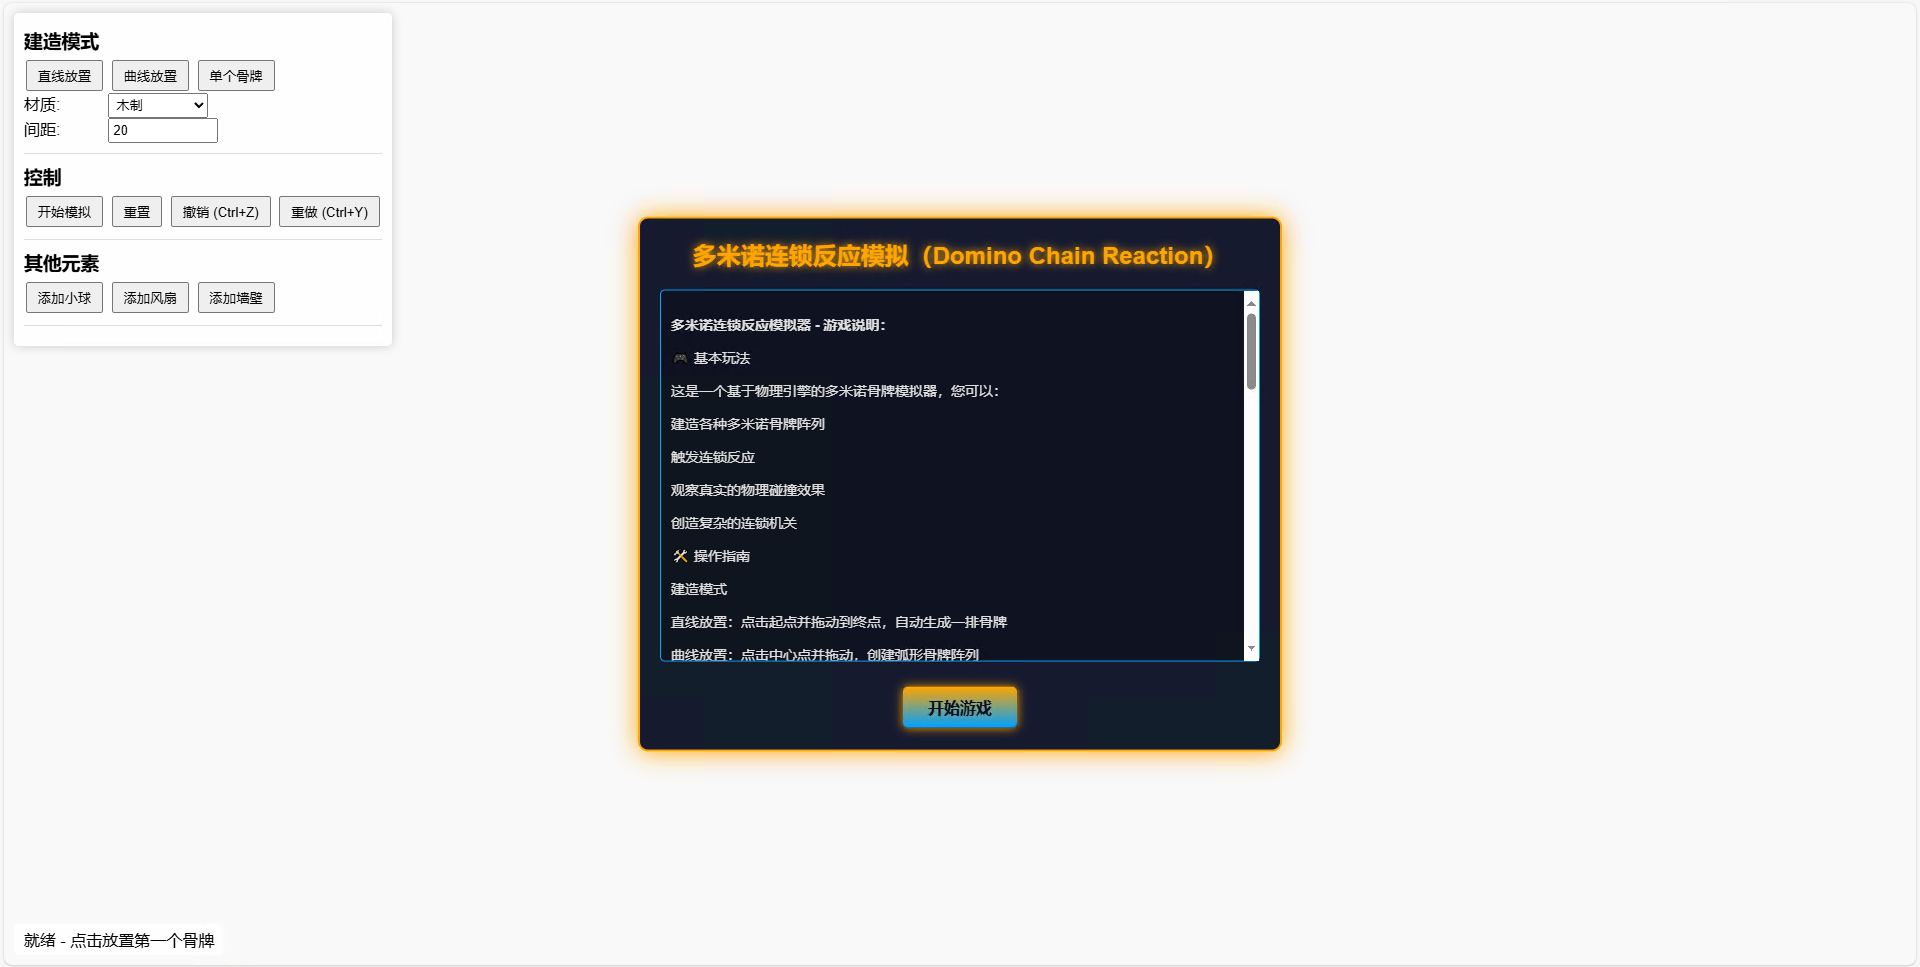 建造模式
直线放置 曲线放置 单个骨牌
材质: 木制
间距: 20
控制
开始模拟 重置 撤销 (Ctrl+Z) 重做 (Ctrl+Y)
其他元素
添加小球 添加风扇 添加墙壁
多米诺连锁反应模拟（Domino Chain Reaction）
多米诺连锁反应模拟器 - 游戏说明：
🎮 基本玩法
这是一个基于物理引擎的多米诺骨牌模拟器，您可以：
建造各种多米诺骨牌阵列
触发连锁反应
观察真实的物理碰撞效果
创造复杂的连锁机关
🛠️ 操作指南
建造模式
直线放置：点击起点并拖动到终点，自动生成一排骨牌
曲线放置：点击中心点并拖动，创建弧形骨牌阵列
开始游戏
就绪 - 点击放置第一个骨牌